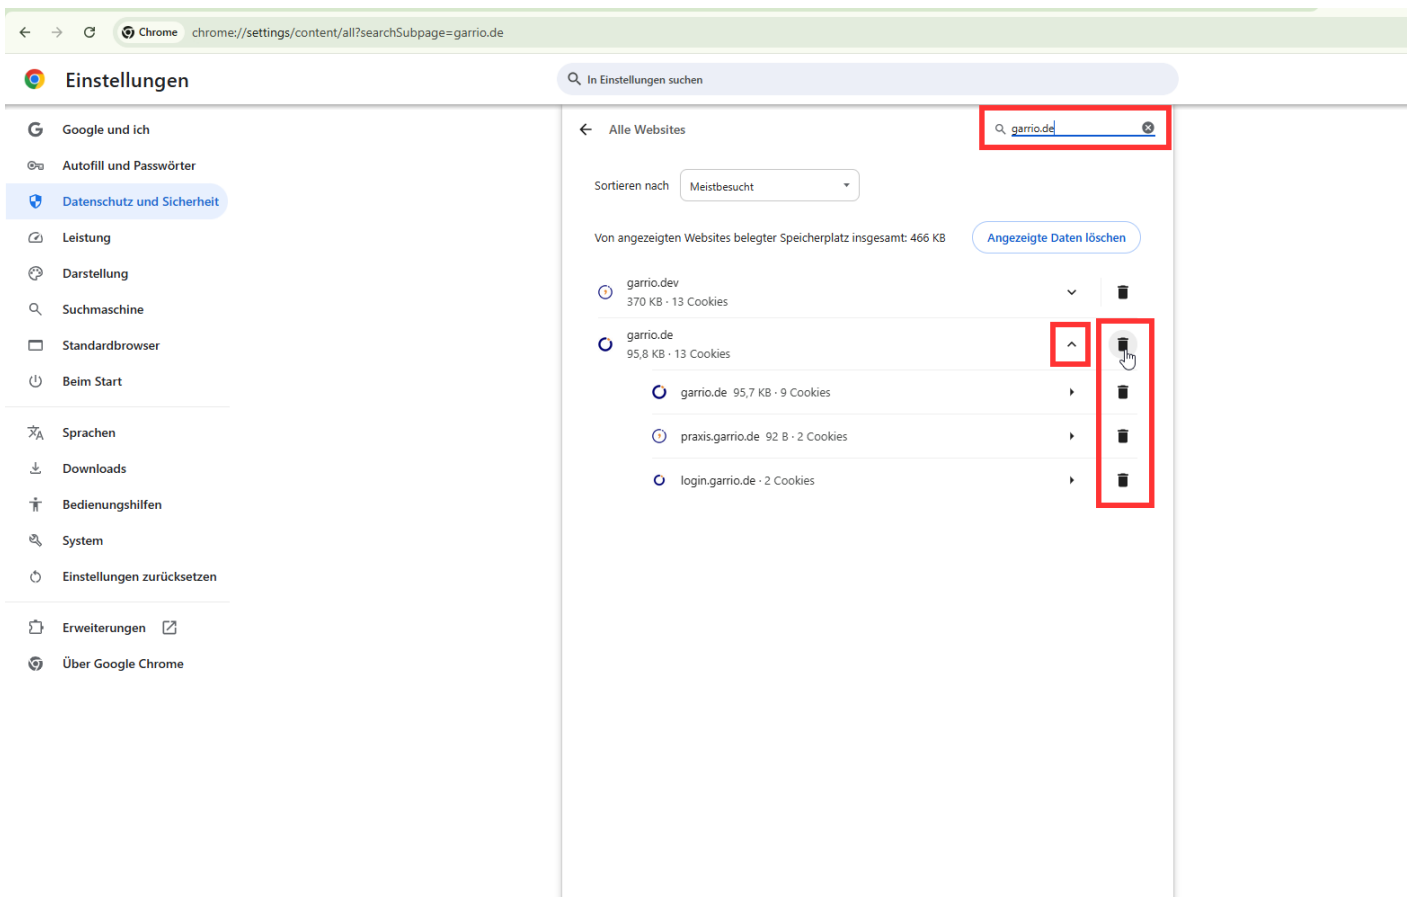 Chrome chrome://settings/content/all?searchSubpage=garrio.de
Einstellungen
In Einstellungen suchen
Google und ich
Autofill und Passwörter
Datenschutz und Sicherheit
Leistung
Darstellung
Suchmaschine
Standardbrowser
Beim Start
Sprachen
Downloads
Bedienungshilfen
System
Einstellungen zurücksetzen
Erweiterungen
Über Google Chrome
Alle Websites
garrio.de
Sortieren nach Meistbesucht
Von angezeigten Websites belegter Speicherplatz insgesamt: 466 KB Angezeigte Daten löschen
garrio.dev
370 KB · 13 Cookies
garrio.de
95,8 KB · 13 Cookies
garrio.de 95,7 KB · 9 Cookies
praxis.garrio.de 92 B · 2 Cookies
login.garrio.de · 2 Cookies